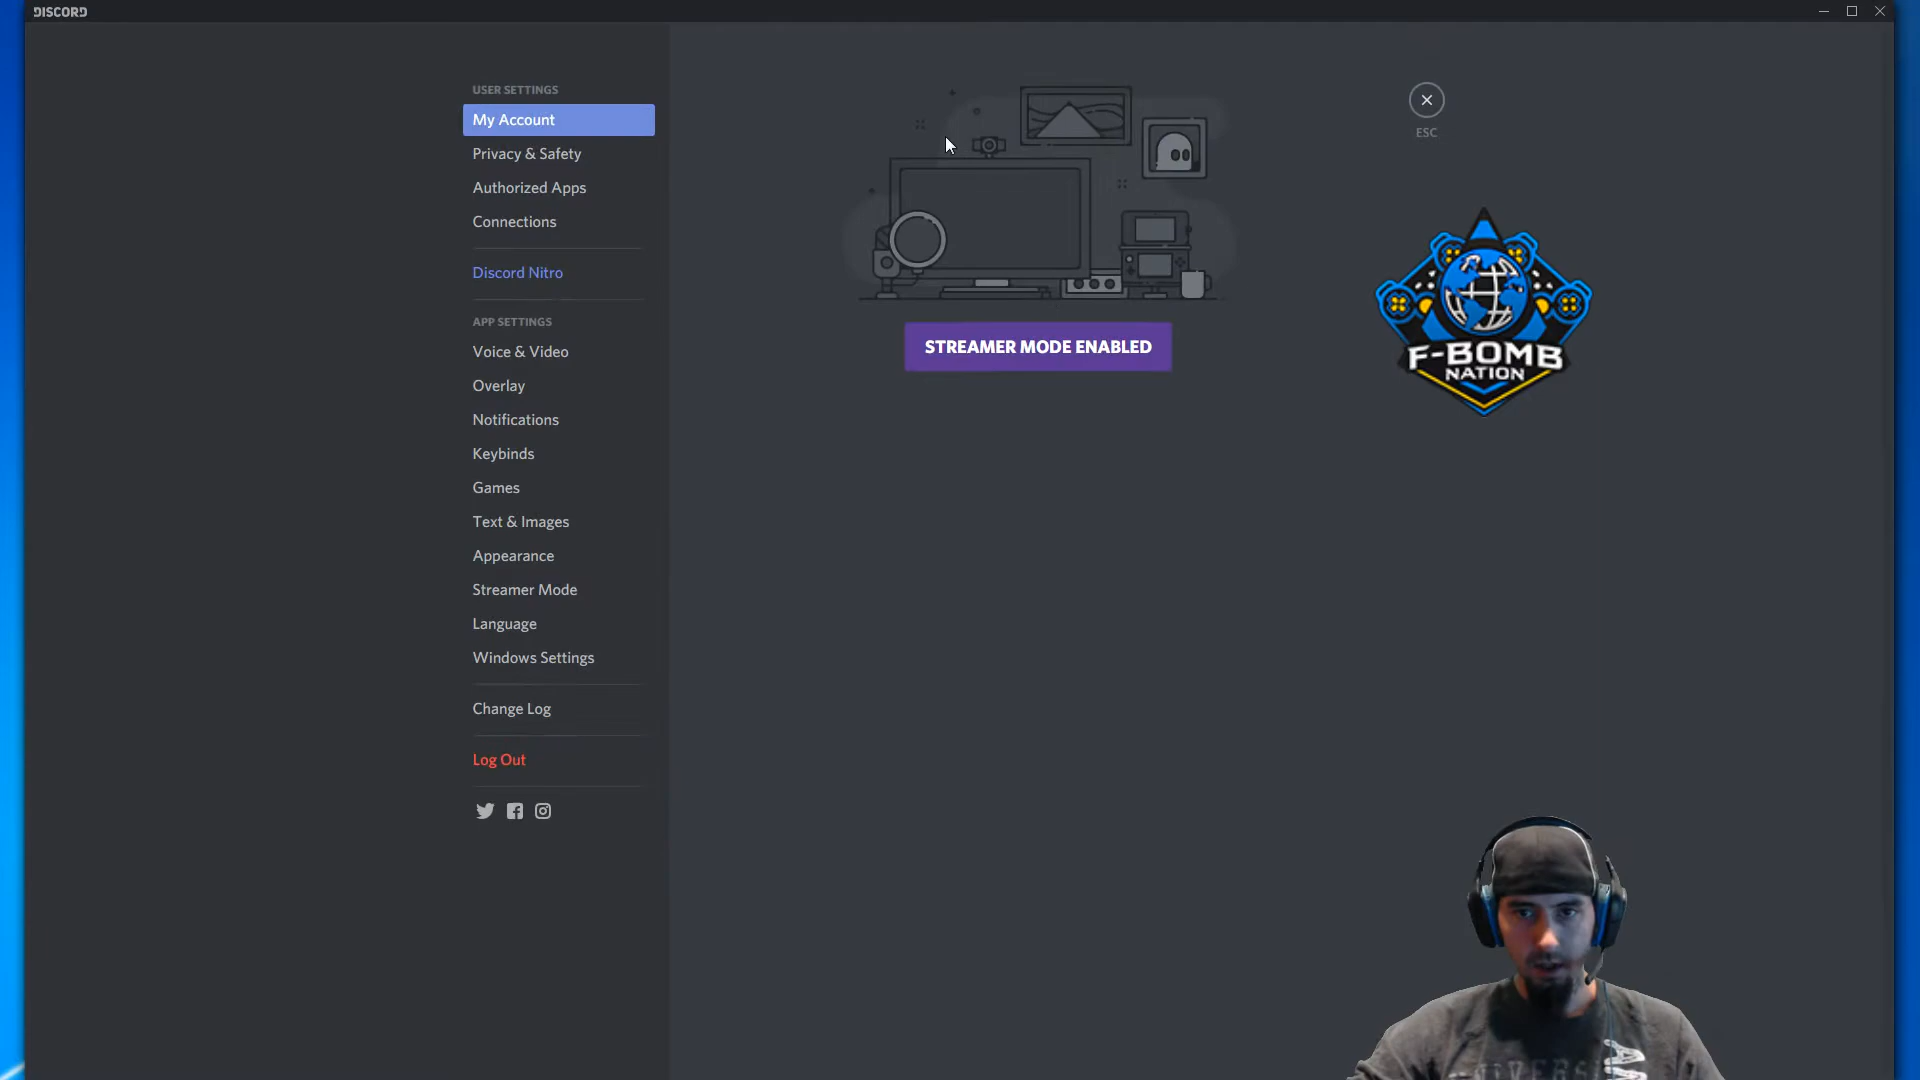 DISCORD
USER SETTINGS
My Account
Privacy & Safety
Authorized Apps
Connections
Discord Nitro
APP SETTINGS
Voice & Video
Overlay
Notifications
Keybinds
Games
Text & Images
Appearance
Streamer Mode
Language
Windows Settings
Change Log
Log Out
STREAMER MODE ENABLED
ESC
F-BOMB
NATION